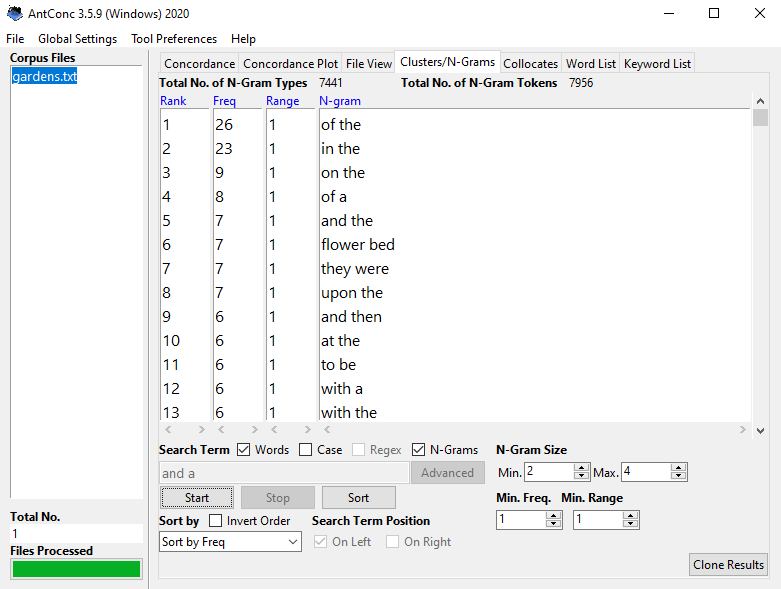 AntConc 3.5.9 (Windows) 2020
File Global Settings Tool Preferences Help
Corpus Files
gardens.txt
Total No.
1
Files Processed
Concordance Concordance Plot File View Clusters/N-Grams Collocates Word List Keyword List
Total No. of N-Gram Types 7441 Total No. of N-Gram Tokens 7956
Rank Freq Range N-gram
1 26 1 of the
2 23 1 in the
3 9 1 on the
4 8 1 of a
5 7 1 and the
6 7 1 flower bed
7 7 1 they were
8 7 1 upon the
9 6 1 and then
10 6 1 at the
11 6 1 to be
12 6 1 with a
13 6 1 with the
Search Term Words Case Regex N-Grams N-Gram Size
and a Advanced Min. 2 Max. 4
Start Stop Sort Min. Freq. Min. Range
Sort by Invert Order Search Term Position 1 1
Sort by Freq On Left On Right
Clone Results